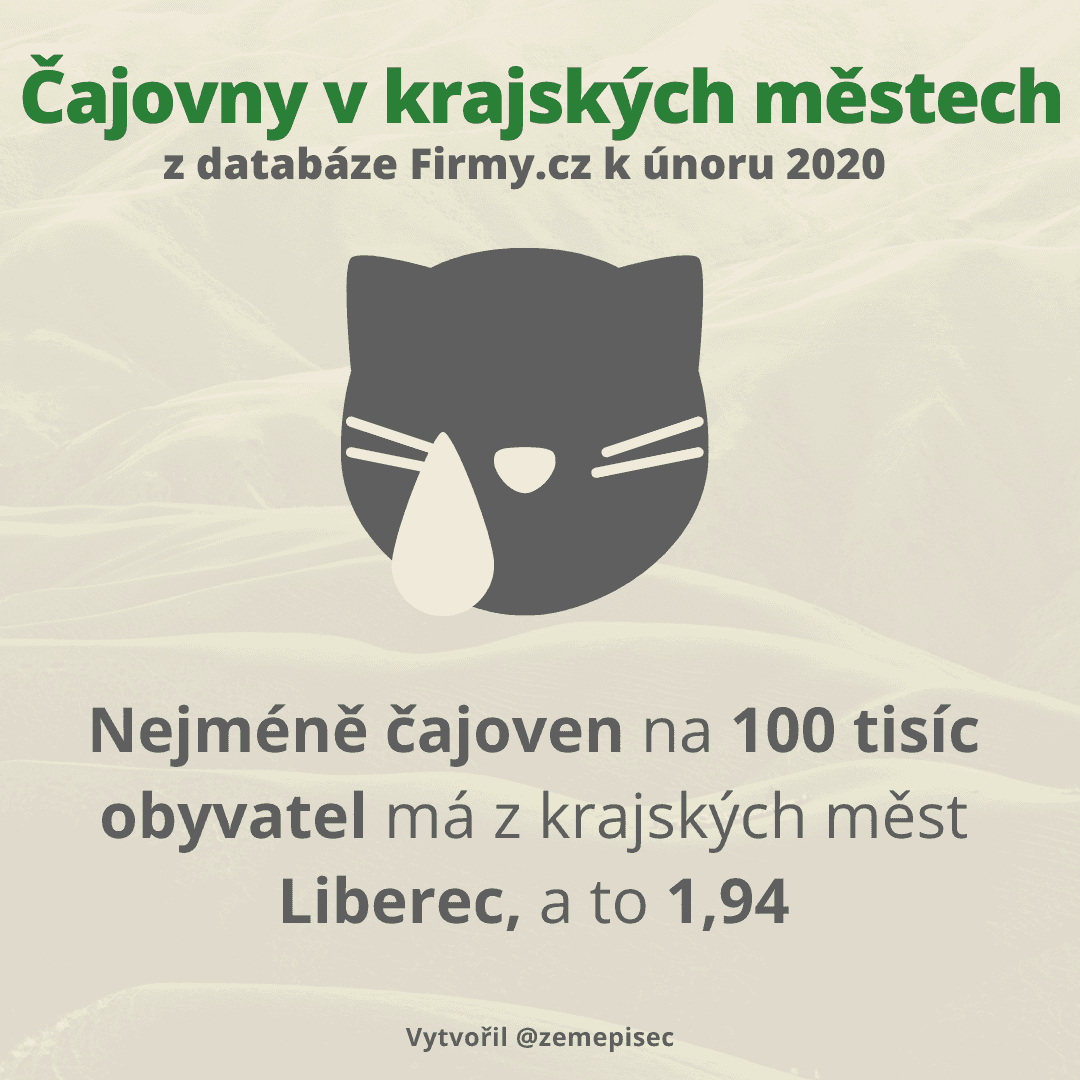 Čajovny v krajských městech
z databáze Firmy.cz k únoru 2020
Nejméně čajoven na 100 tisíc
obyvatel má z krajských měst
Liberec, a to 1,94
Vytvořil @zemepisec